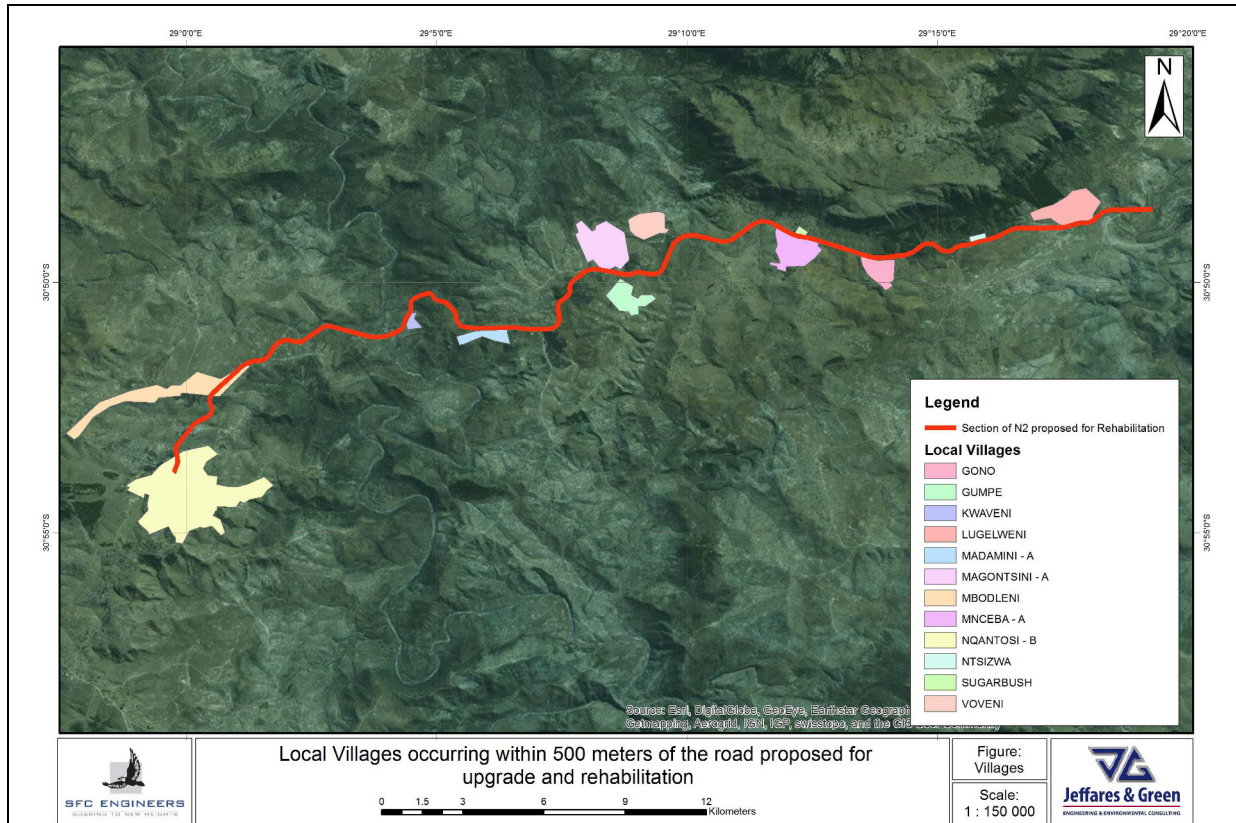 29°0'0"E
29°5'0"E
29°10'0"E
29°15'0"E
29°20'0"E
N
30°50'0"S
30°50'0"S
30°55'0"S
30°55'0"S
Legend
Section of N2 proposed for Rehabilitation
Local Villages
GONO
GUMPE
KWAVENI
LUGELWENI
MADAMINI - A
MAGONTSINI - A
MBODLENI
MNCEBA - A
NQANTOSI - B
NTSIZWA
SUGARBUSH
VOVENI
Source: Esri, DigitalGlobe, GeoEye, Earthstar
Getmapping, Aerogrid, IGN, IGP, swisstopo, and the
SFC ENGINEERS
SOARING TO NEW HEIGHTS
Local Villages occurring within 500 meters of the road proposed for
upgrade and rehabilitation
0 1.5 3 6 9 12
Kilometers
Figure:
Villages
Scale:
1 : 150 000
JG
Jeffares & Green
ENGINEERING & ENVIRONMENTAL CONSULTING